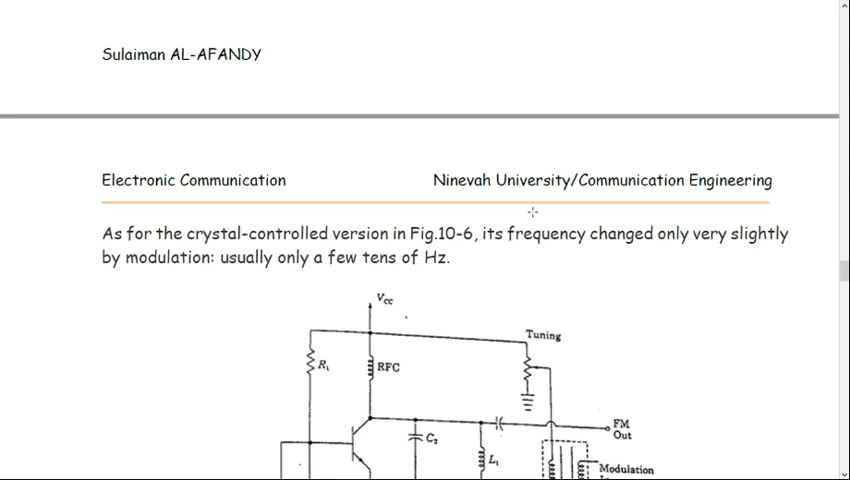 Sulaiman AL-AFANDY
Electronic Communication Ninevah University/Communication Engineering
As for the crystal-controlled version in Fig.10-6, its frequency changed only very slightly
by modulation: usually only a few tens of Hz.
Vcc
Tuning
R₁
RFC
FM
Out
C₂
L₁
Modulation